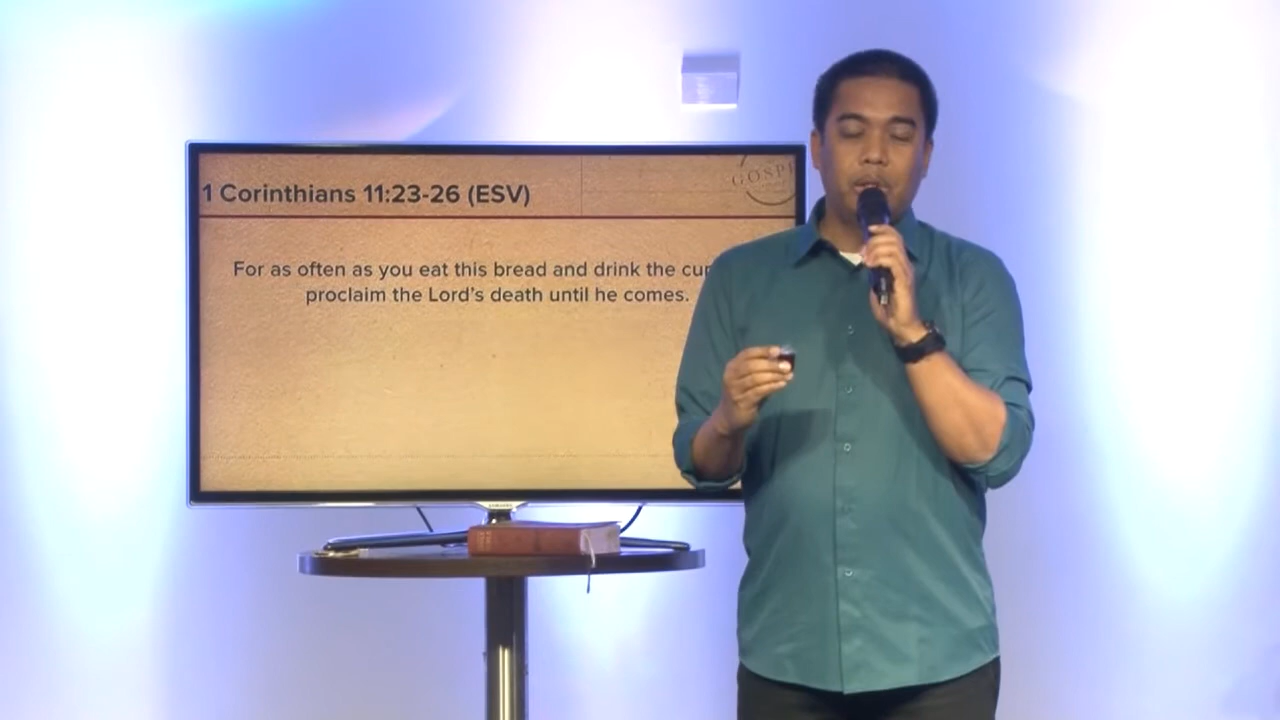 1 Corinthians 11:23-26 (ESV)
For as often as you eat this bread and drink the
proclaim the Lord's death until he comes.
SAMSUNG